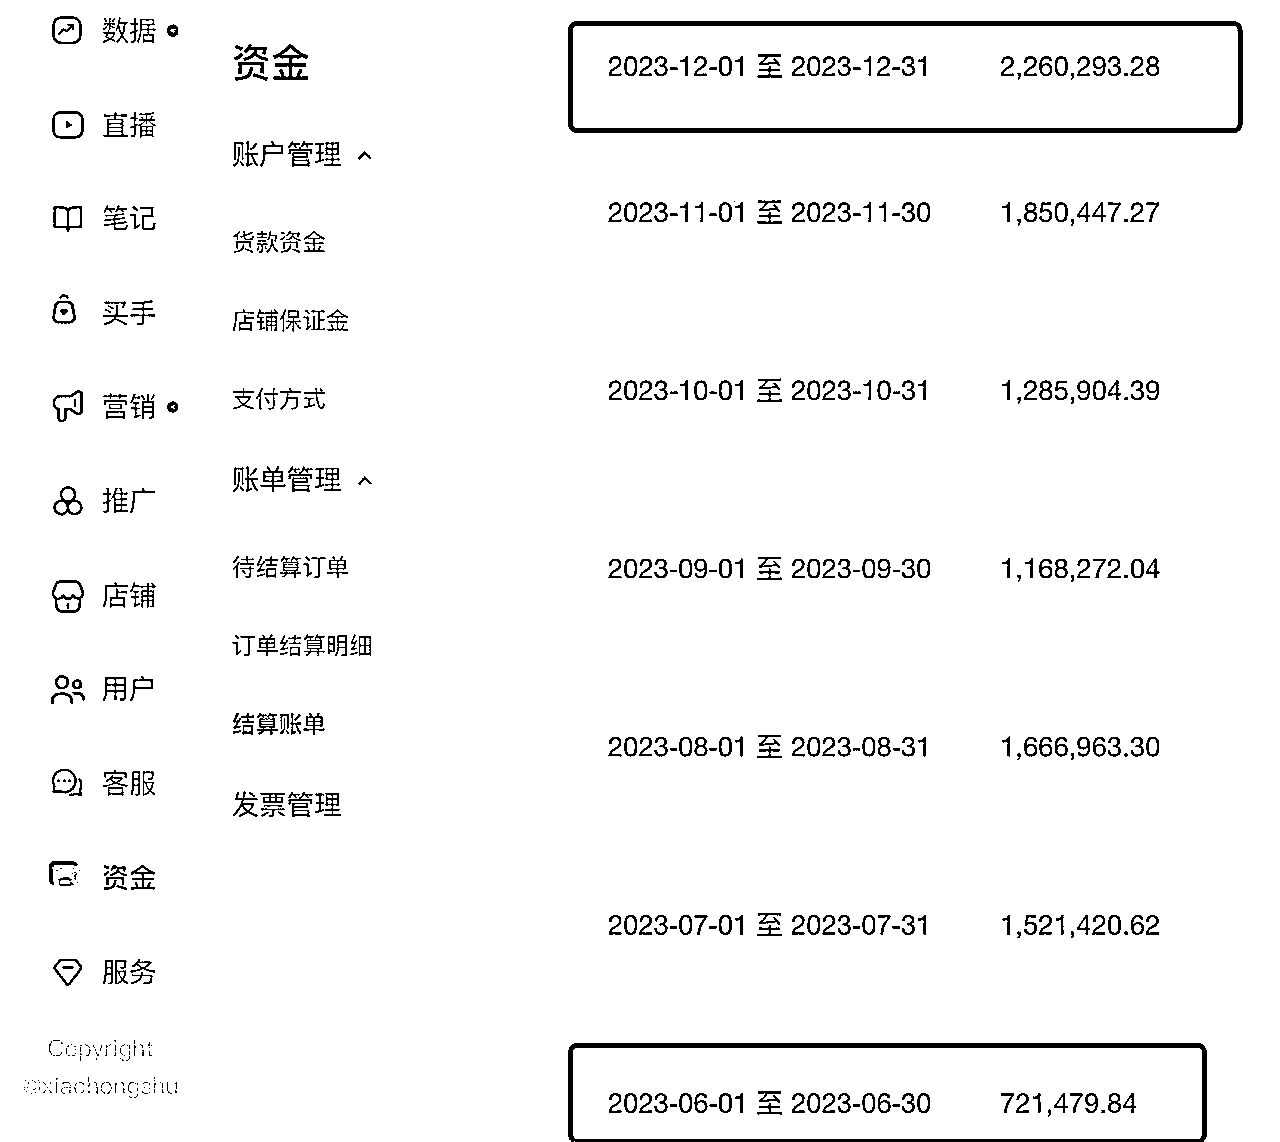 数据
直播
笔记
买手
营销
推广
店铺
用户
客服
资金
服务
Copyright
©xiaohongshu
资金
账户管理
货款资金
店铺保证金
支付方式
账单管理
待结算订单
订单结算明细
结算账单
发票管理
2023-12-01 至 2023-12-31 2,260,293.28
2023-11-01 至 2023-11-30 1,850,447.27
2023-10-01 至 2023-10-31 1,285,904.39
2023-09-01 至 2023-09-30 1,168,272.04
2023-08-01 至 2023-08-31 1,666,963.30
2023-07-01 至 2023-07-31 1,521,420.62
2023-06-01 至 2023-06-30 721,479.84